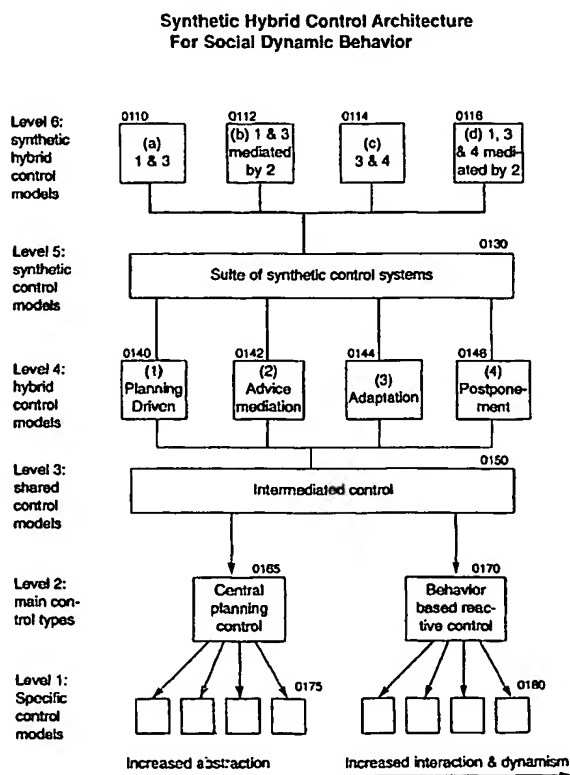 Synthetic Hybrid Control Architecture
For Social Dynamic Behavior
Level 6:
synthetic
hybrid
control
models
0110
(a)
1 & 3
0112
(b) 1 & 3
mediated
by 2
0114
(c)
3 & 4
0116
(d) 1, 3
& 4 medi-
ated by 2
Level 5:
synthetic
control
models
0130
Suite of synthetic control systems
Level 4:
hybrid
control
models
0140
(1)
Planning
Driven
0142
(2)
Advice
mediation
0144
(3)
Adaptation
0146
(4)
Postpone-
ment
Level 3:
shared
control
models
0150
Intermediated control
Level 2:
main con-
trol types
0165
Central
planning
control
0170
Behavior
based reac-
tive control
Level 1:
Specific
control
models
0175
0180
Increased abstraction
Increased interaction & dynamism